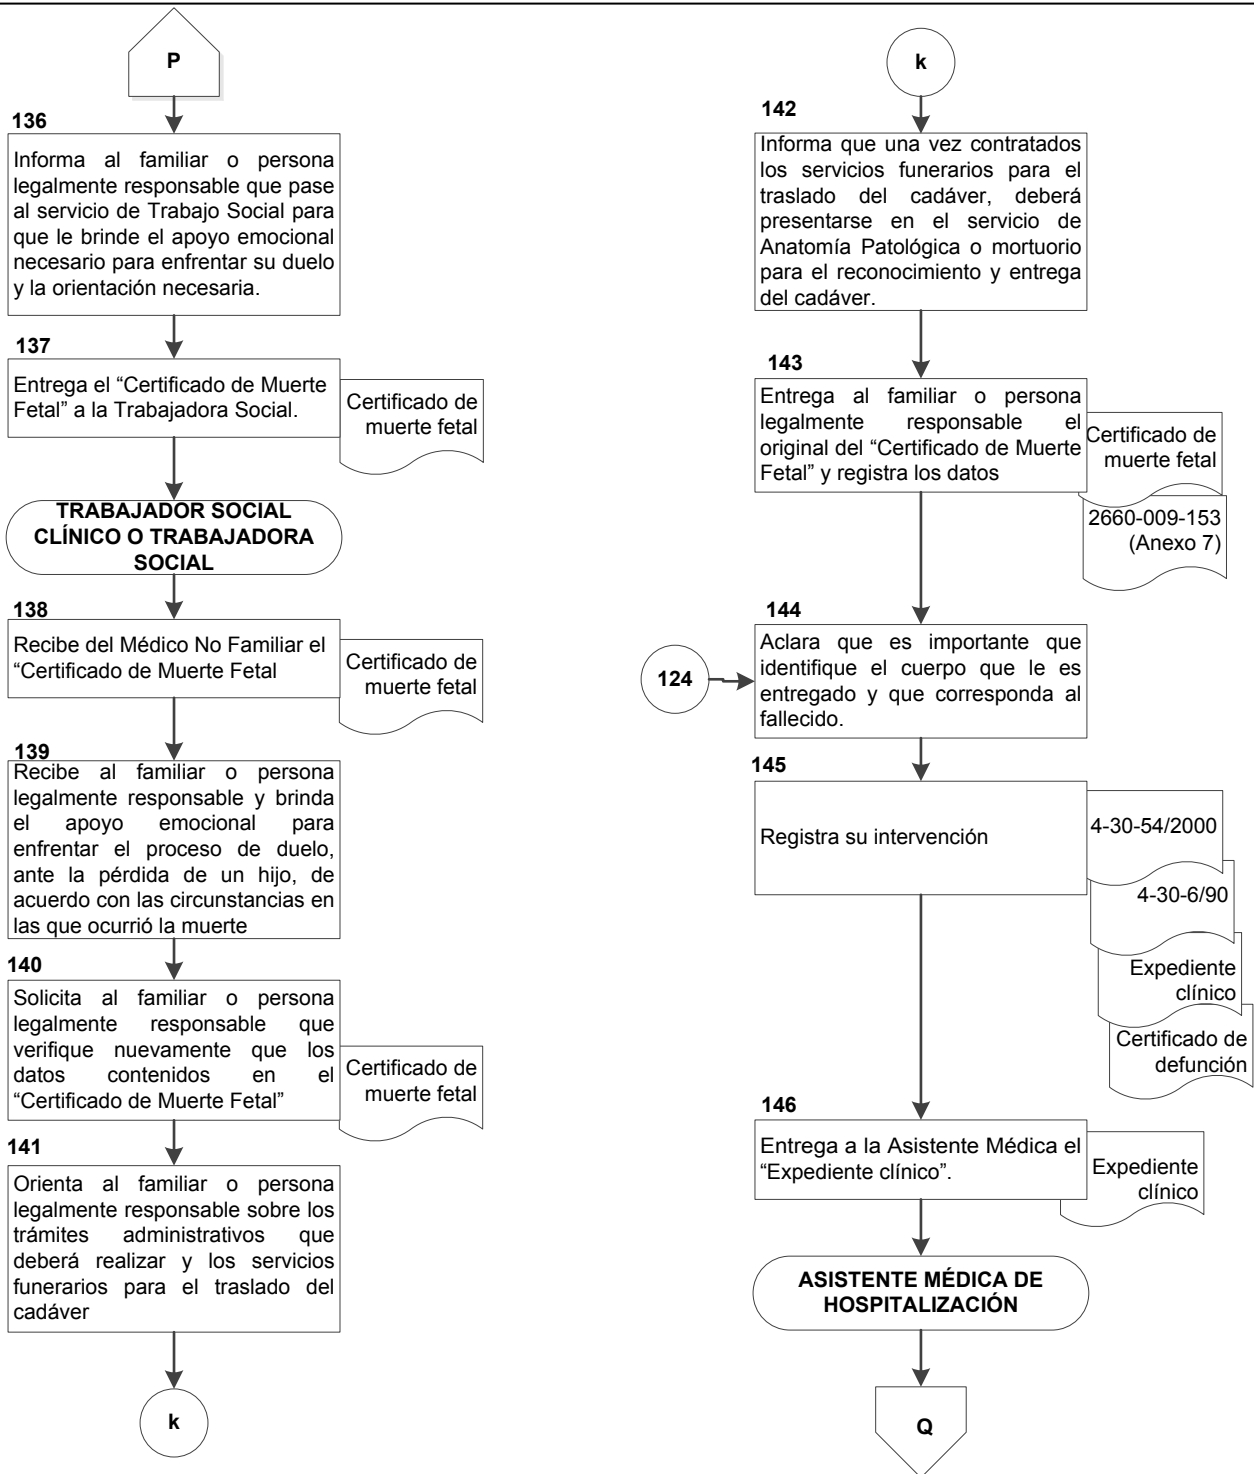 P
136
Informa al familiar o persona
legalmente responsable que pase
al servicio de Trabajo Social para
que le brinde el apoyo emocional
necesario para enfrentar su duelo
y la orientación necesaria.
137
Entrega el “Certificado de Muerte
Fetal” a la Trabajadora Social.
Certificado de
muerte fetal
TRABAJADOR SOCIAL
CLÍNICO O TRABAJADORA
SOCIAL
138
Recibe del Médico No Familiar el
“Certificado de Muerte Fetal
Certificado de
muerte fetal
139
Recibe al familiar o persona
legalmente responsable y brinda
el apoyo emocional para
enfrentar el proceso de duelo,
ante la pérdida de un hijo, de
acuerdo con las circunstancias en
las que ocurrió la muerte
140
Solicita al familiar o persona
legalmente responsable que
verifique nuevamente que los
datos contenidos en el
“Certificado de Muerte Fetal”
Certificado de
muerte fetal
141
Orienta al familiar o persona
legalmente responsable sobre los
trámites administrativos que
deberá realizar y los servicios
funerarios para el traslado del
cadáver
k
k
142
Informa que una vez contratados
los servicios funerarios para el
traslado del cadáver, deberá
presentarse en el servicio de
Anatomía Patológica o mortuorio
para el reconocimiento y entrega
del cadáver.
143
Entrega al familiar o persona
legalmente responsable el
original del “Certificado de Muerte
Fetal” y registra los datos
Certificado de
muerte fetal
2660-009-153
(Anexo 7)
144
Aclara que es importante que
identifique el cuerpo que le es
entregado y que corresponda al
fallecido.
124
145
Registra su intervención
4-30-54/2000
4-30-6/90
Expediente
clínico
Certificado de
defunción
146
Entrega a la Asistente Médica el
“Expediente clínico”.
Expediente
clínico
ASISTENTE MÉDICA DE
HOSPITALIZACIÓN
Q